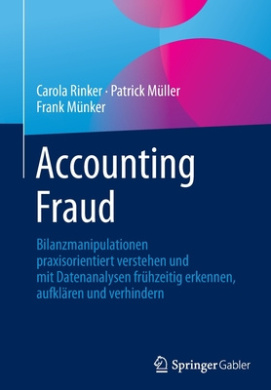 Carola Rinker · Patrick Müller
Frank Münker
Accounting
Fraud
Bilanzmanipulationen
praxisorientiert verstehen und
mit Datenanalysen frühzeitig erkennen,
aufklären und verhindern
Springer Gabler